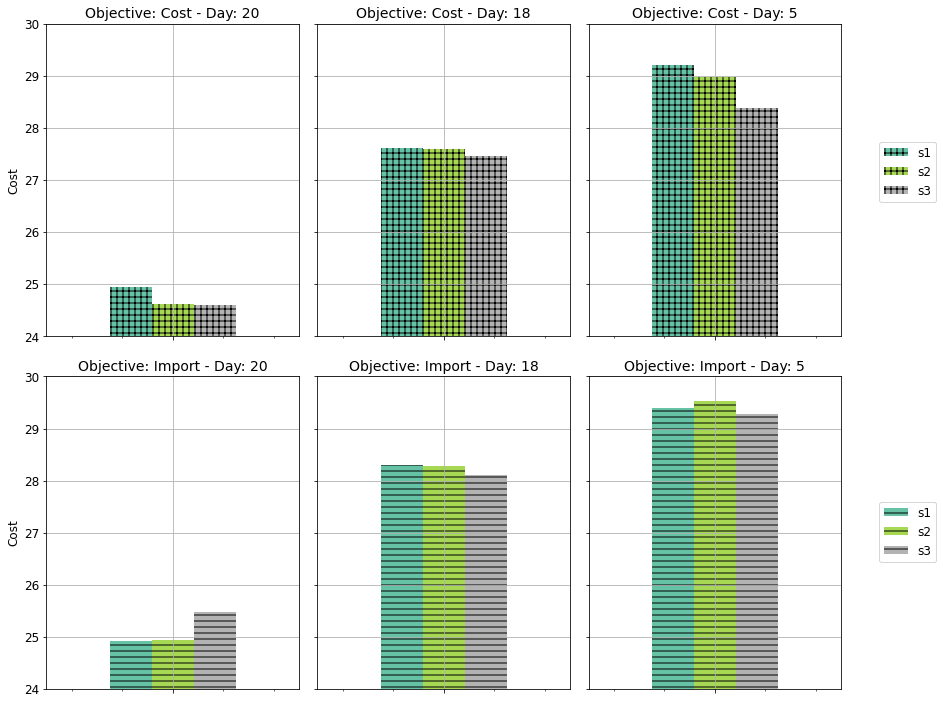 Objective: Cost - Day: 20
Objective: Cost - Day: 18
Objective: Cost - Day: 5
30
29
28
27
26
25
24
Cost
s1
s2
s3
Objective: Import - Day: 20
Objective: Import - Day: 18
Objective: Import - Day: 5
30
29
28
27
26
25
24
Cost
s1
s2
s3